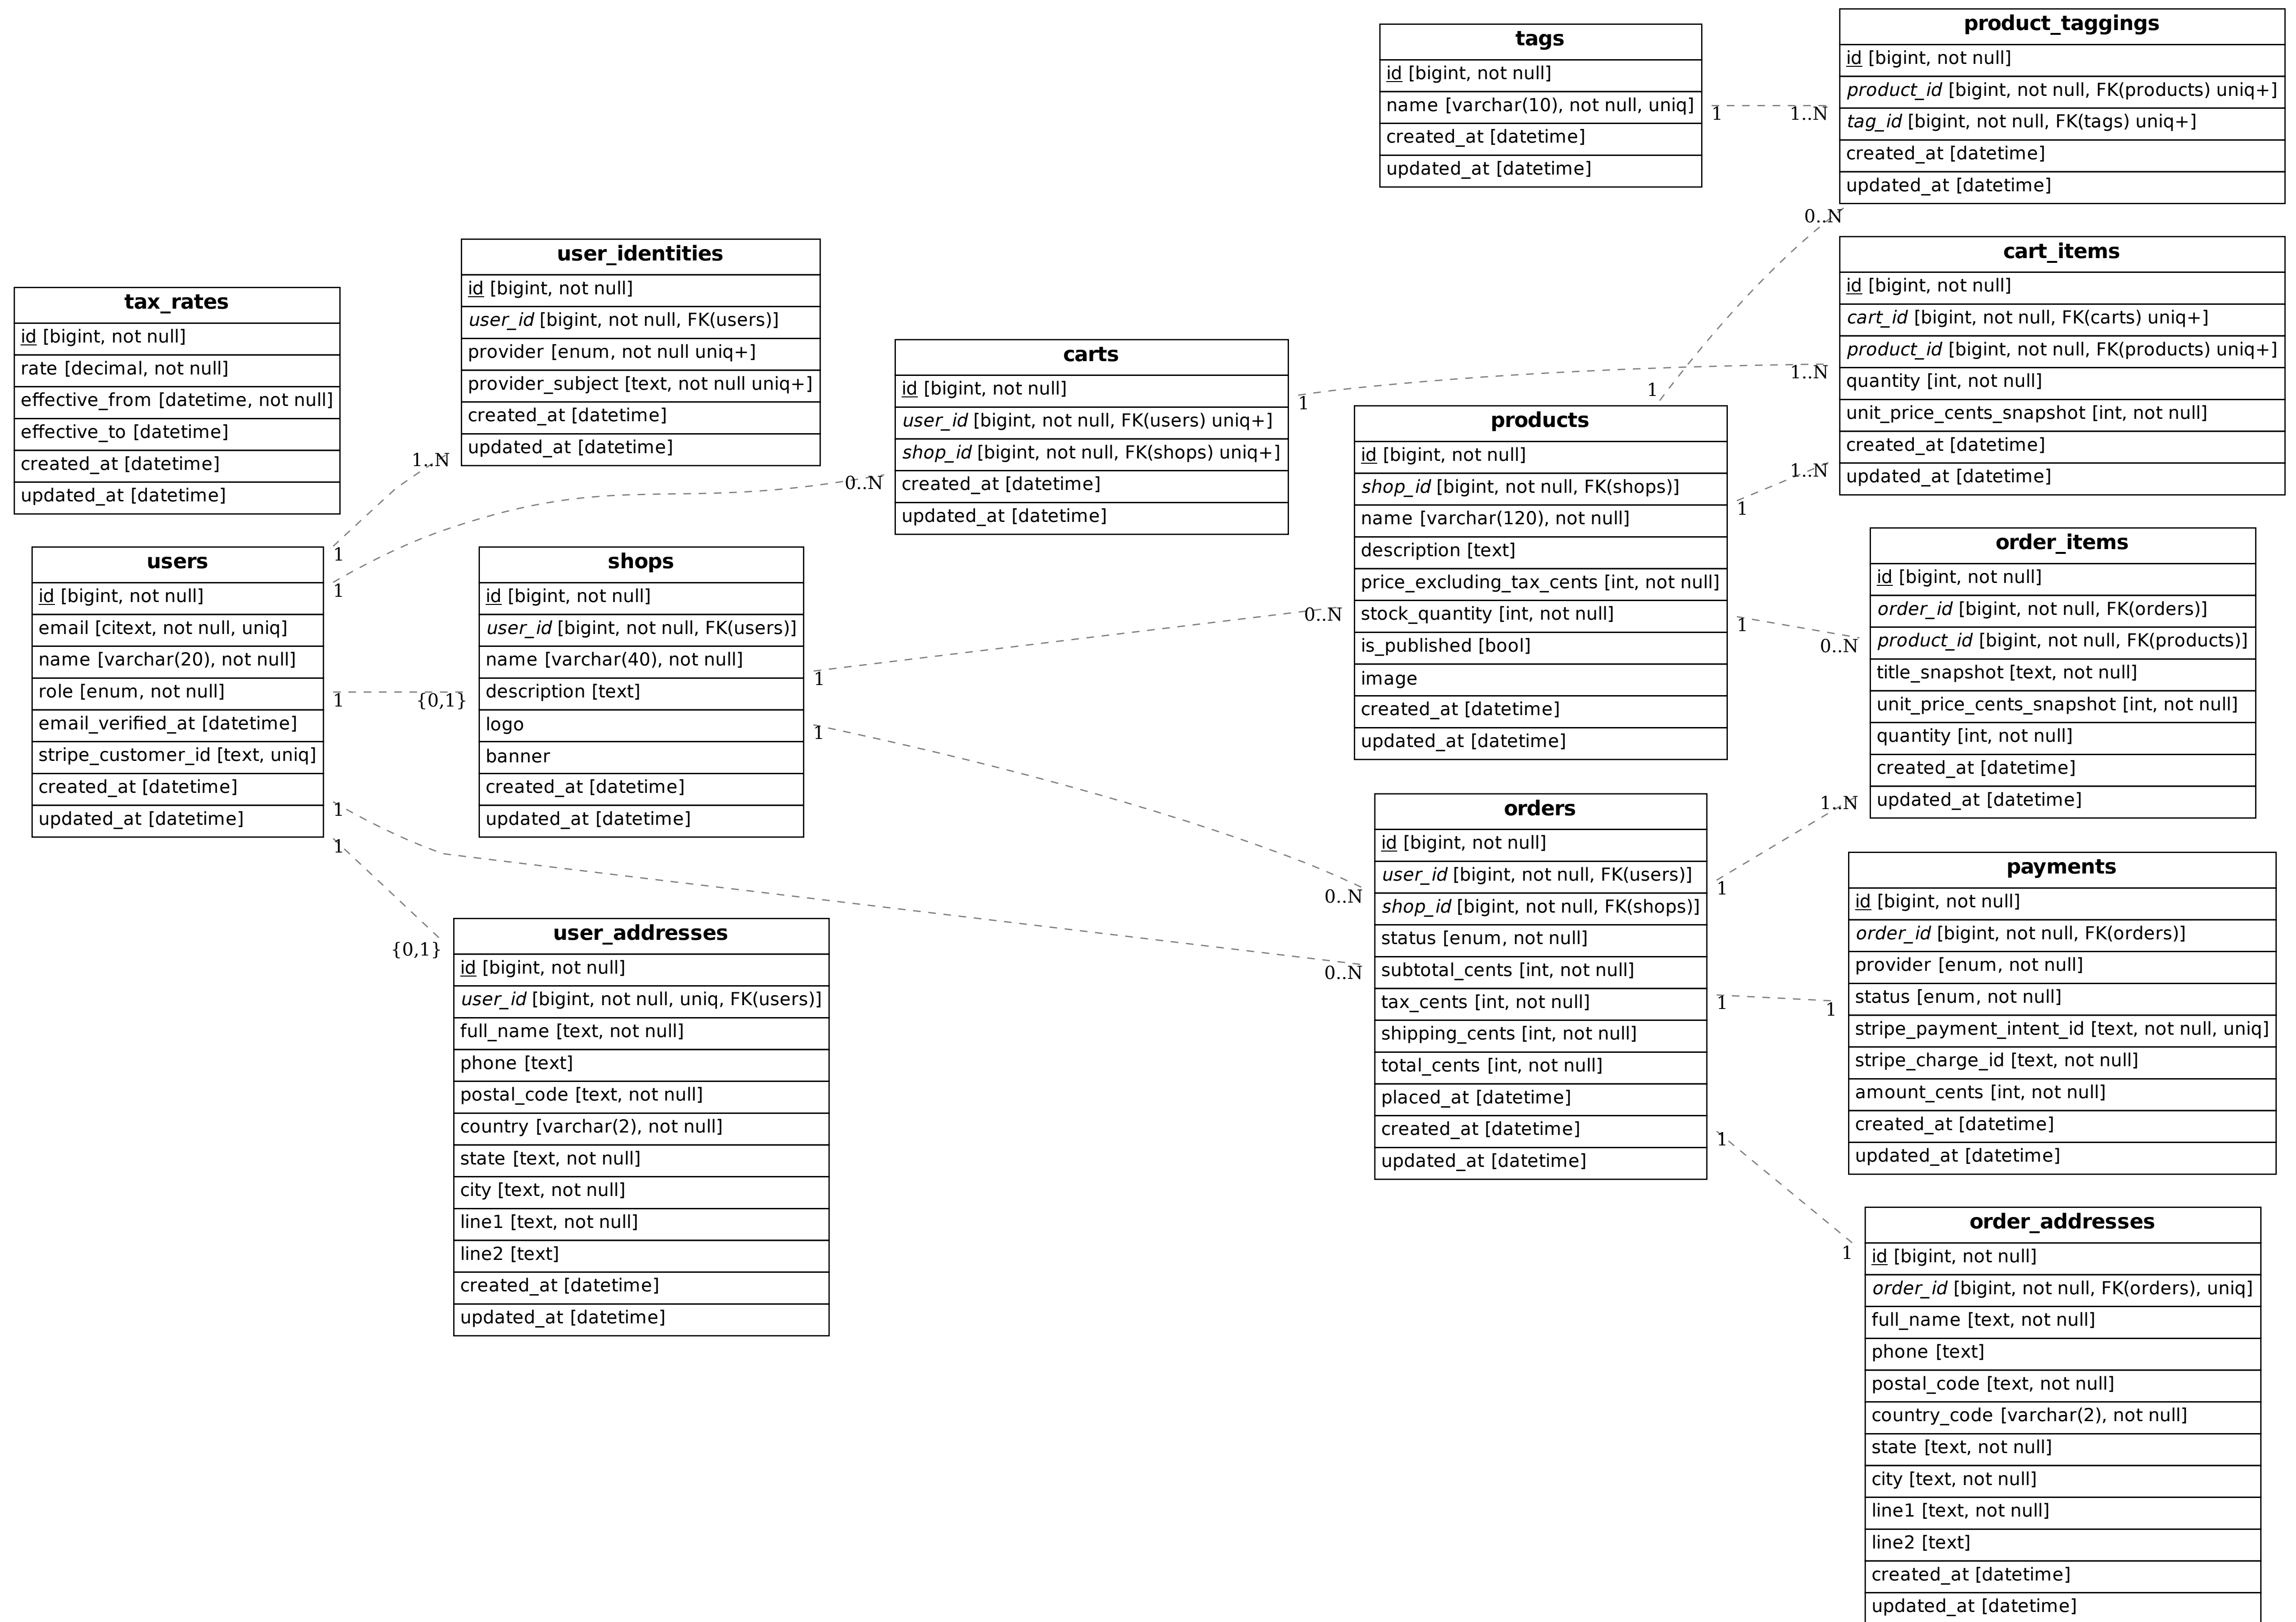 tags
id [bigint, not null]
name [varchar(10), not null, uniq]
created_at [datetime]
updated_at [datetime]
1
1..N
product_taggings
id [bigint, not null]
product_id [bigint, not null, FK(products) uniq+]
tag_id [bigint, not null, FK(tags) uniq+]
created_at [datetime]
updated_at [datetime]
0..N
1
user_identities
id [bigint, not null]
user_id [bigint, not null, FK(users)]
provider [enum, not null uniq+]
provider_subject [text, not null uniq+]
created_at [datetime]
updated_at [datetime]
1..N
1
tax_rates
id [bigint, not null]
rate [decimal, not null]
effective_from [datetime, not null]
effective_to [datetime]
created_at [datetime]
updated_at [datetime]
carts
id [bigint, not null]
user_id [bigint, not null, FK(users) uniq+]
shop_id [bigint, not null, FK(shops) uniq+]
created_at [datetime]
updated_at [datetime]
0..N
1
1
1..N
cart_items
id [bigint, not null]
cart_id [bigint, not null, FK(carts) uniq+]
product_id [bigint, not null, FK(products) uniq+]
quantity [int, not null]
unit_price_cents_snapshot [int, not null]
created_at [datetime]
updated_at [datetime]
1..N
1
products
id [bigint, not null]
shop_id [bigint, not null, FK(shops)]
name [varchar(120), not null]
description [text]
price_excluding_tax_cents [int, not null]
stock_quantity [int, not null]
is_published [bool]
image
created_at [datetime]
updated_at [datetime]
0..N
1
1
0..N
users
id [bigint, not null]
email [citext, not null, uniq]
name [varchar(20), not null]
role [enum, not null]
email_verified_at [datetime]
stripe_customer_id [text, uniq]
created_at [datetime]
updated_at [datetime]
1
{0,1}
shops
id [bigint, not null]
user_id [bigint, not null, FK(users)]
name [varchar(40), not null]
description [text]
logo
banner
created_at [datetime]
updated_at [datetime]
1
0..N
order_items
id [bigint, not null]
order_id [bigint, not null, FK(orders)]
product_id [bigint, not null, FK(products)]
title_snapshot [text, not null]
unit_price_cents_snapshot [int, not null]
quantity [int, not null]
created_at [datetime]
updated_at [datetime]
1..N
1
orders
id [bigint, not null]
user_id [bigint, not null, FK(users)]
shop_id [bigint, not null, FK(shops)]
status [enum, not null]
subtotal_cents [int, not null]
tax_cents [int, not null]
shipping_cents [int, not null]
total_cents [int, not null]
placed_at [datetime]
created_at [datetime]
updated_at [datetime]
1
0..N
1
{0,1}
user_addresses
id [bigint, not null]
user_id [bigint, not null, uniq, FK(users)]
full_name [text, not null]
phone [text]
postal_code [text, not null]
country [varchar(2), not null]
state [text, not null]
city [text, not null]
line1 [text, not null]
line2 [text]
created_at [datetime]
updated_at [datetime]
1
1
payments
id [bigint, not null]
order_id [bigint, not null, FK(orders)]
provider [enum, not null]
status [enum, not null]
stripe_payment_intent_id [text, not null, uniq]
stripe_charge_id [text, not null]
amount_cents [int, not null]
created_at [datetime]
updated_at [datetime]
1
1
order_addresses
id [bigint, not null]
order_id [bigint, not null, FK(orders), uniq]
full_name [text, not null]
phone [text]
postal_code [text, not null]
country_code [varchar(2), not null]
state [text, not null]
city [text, not null]
line1 [text, not null]
line2 [text]
created_at [datetime]
updated_at [datetime]